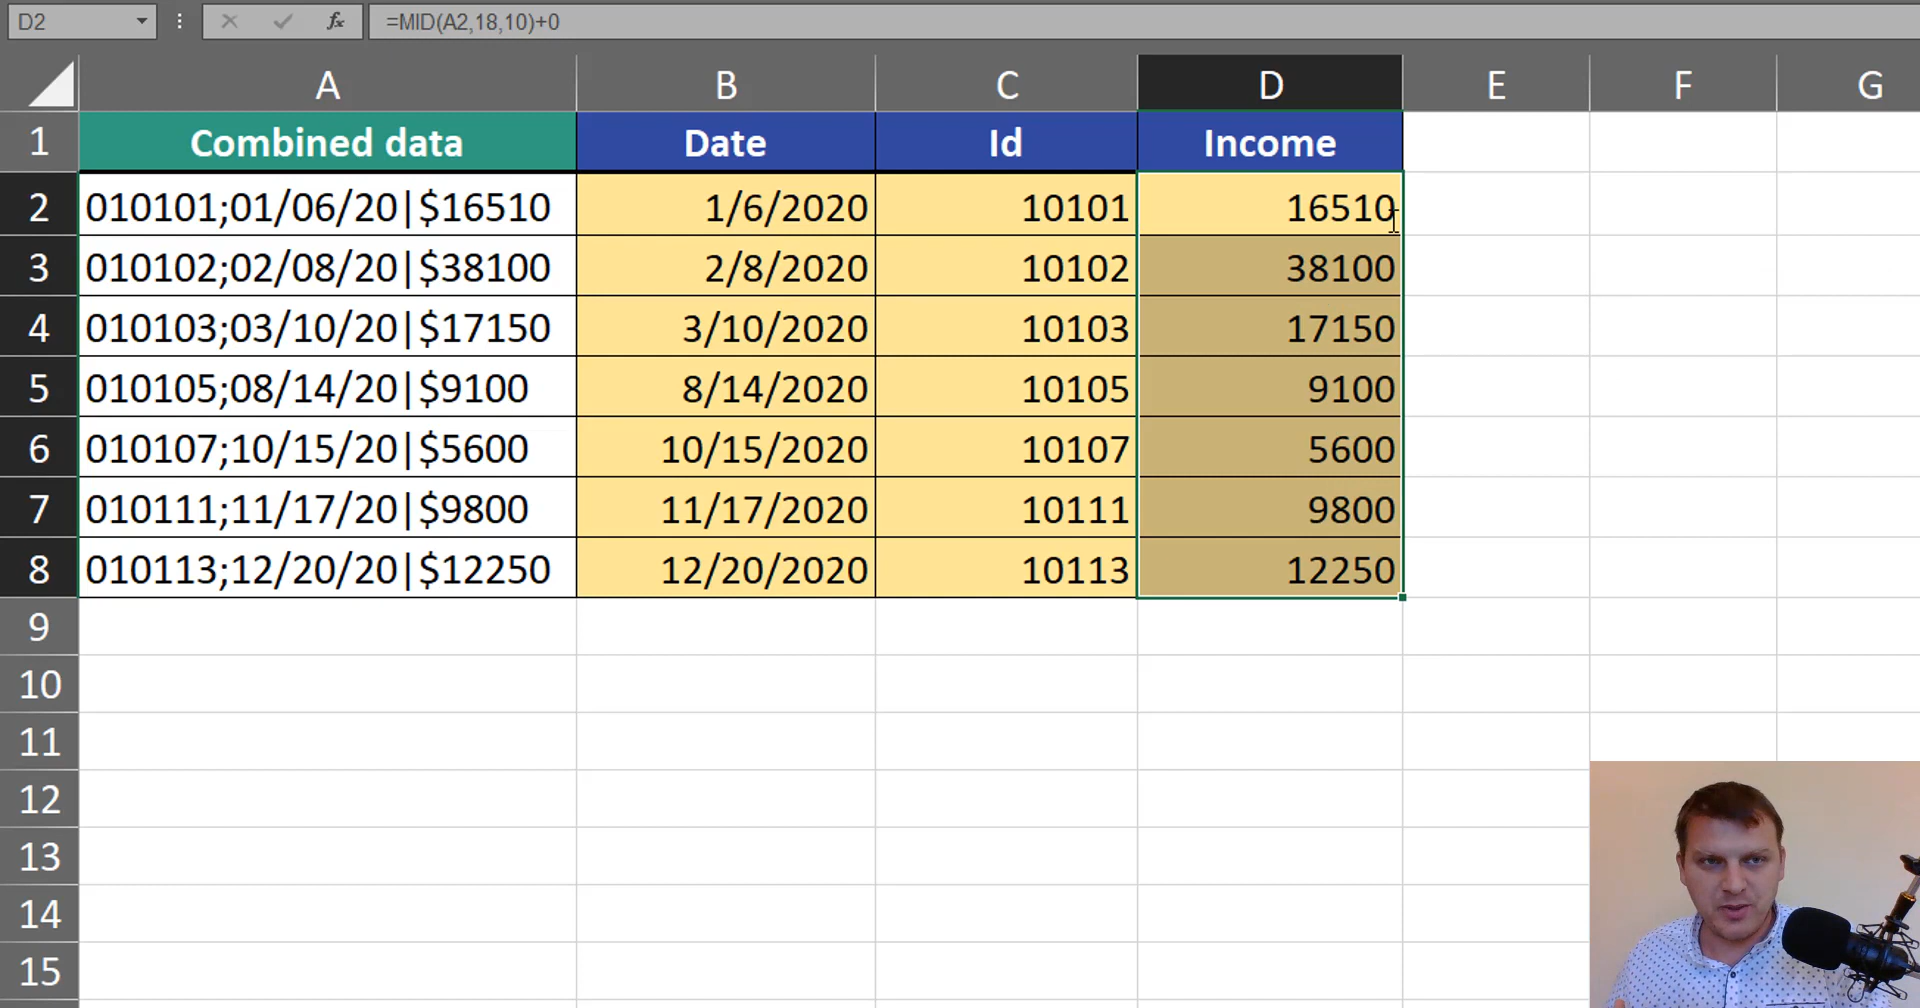 D2 fx =MID(A2,18,10)+0
A B C D E F G
1 Combined data Date Id Income
2 010101;01/06/20|$16510 1/6/2020 10101 16510
3 010102;02/08/20|$38100 2/8/2020 10102 38100
4 010103;03/10/20|$17150 3/10/2020 10103 17150
5 010105;08/14/20|$9100 8/14/2020 10105 9100
6 010107;10/15/20|$5600 10/15/2020 10107 5600
7 010111;11/17/20|$9800 11/17/2020 10111 9800
8 010113;12/20/20|$12250 12/20/2020 10113 12250
9
10
11
12
13
14
15